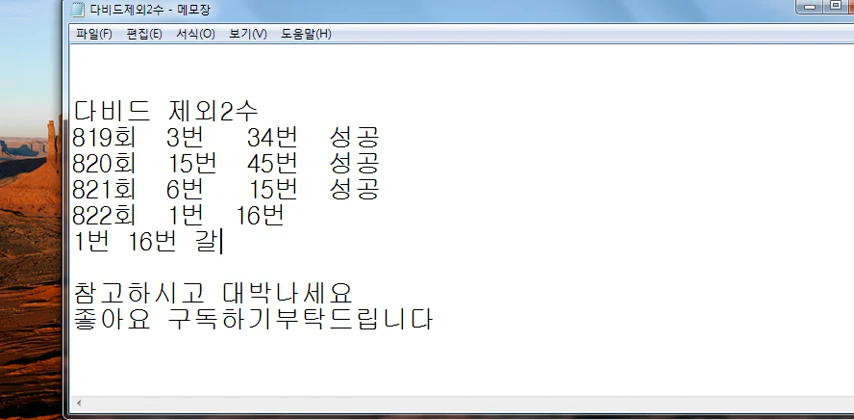 다비드제외2수 - 메모장
파일(F) 편집(E) 서식(O) 보기(V) 도움말(H)
다비드 제외2수
819회 3번 34번 성공
820회 15번 45번 성공
821회 6번 15번 성공
822회 1번 16번
1번 16번 갈
참고하시고 대박나세요
좋아요 구독하기부탁드립니다